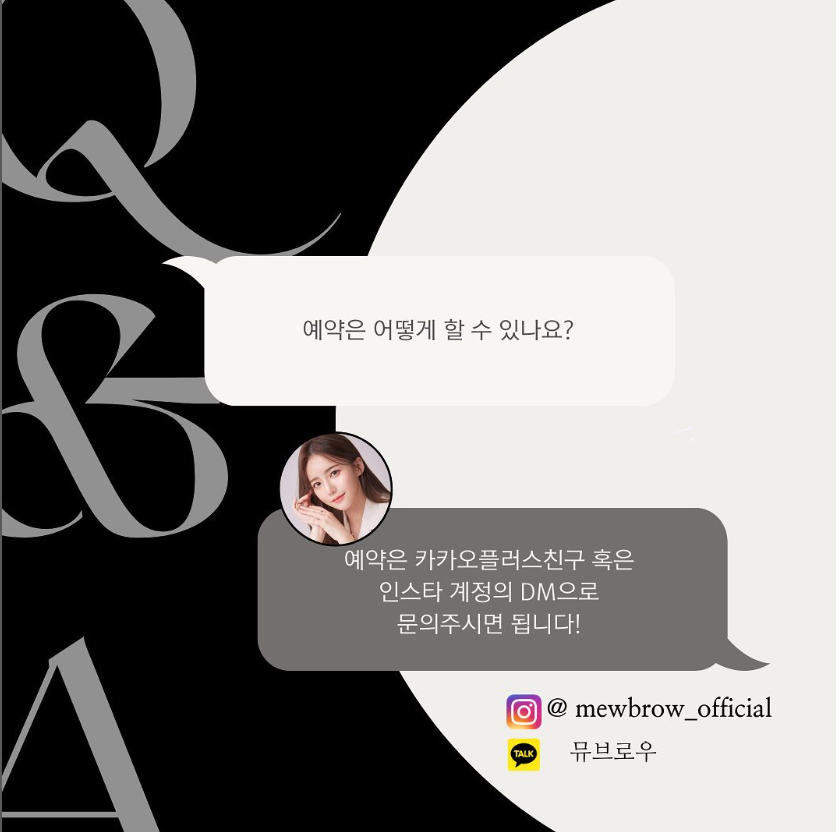 Q
&
A
예약은 어떻게 할 수 있나요?
예약은 카카오플러스친구 혹은
인스타 계정의 DM으로
문의주시면 됩니다!
@ mewbrow_official
TALK
뮤브로우